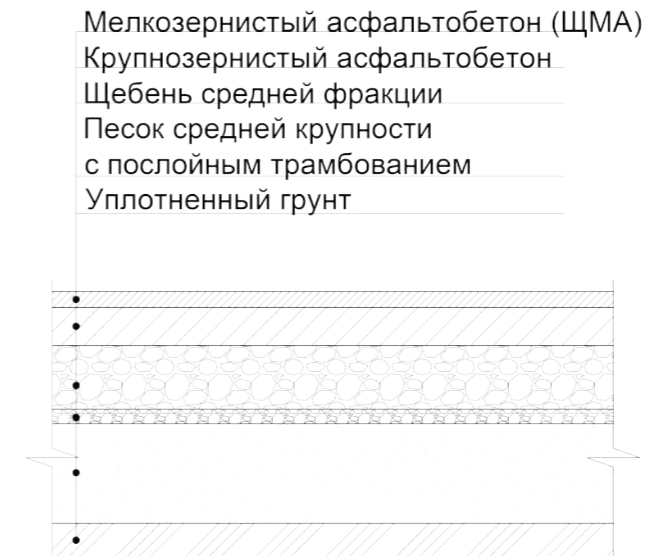 Мелкозернистый асфальтобетон (ЩМА)
Крупнозернистый асфальтобетон
Щебень средней фракции
Песок средней крупности
с послойным трамбованием
Уплотненный грунт